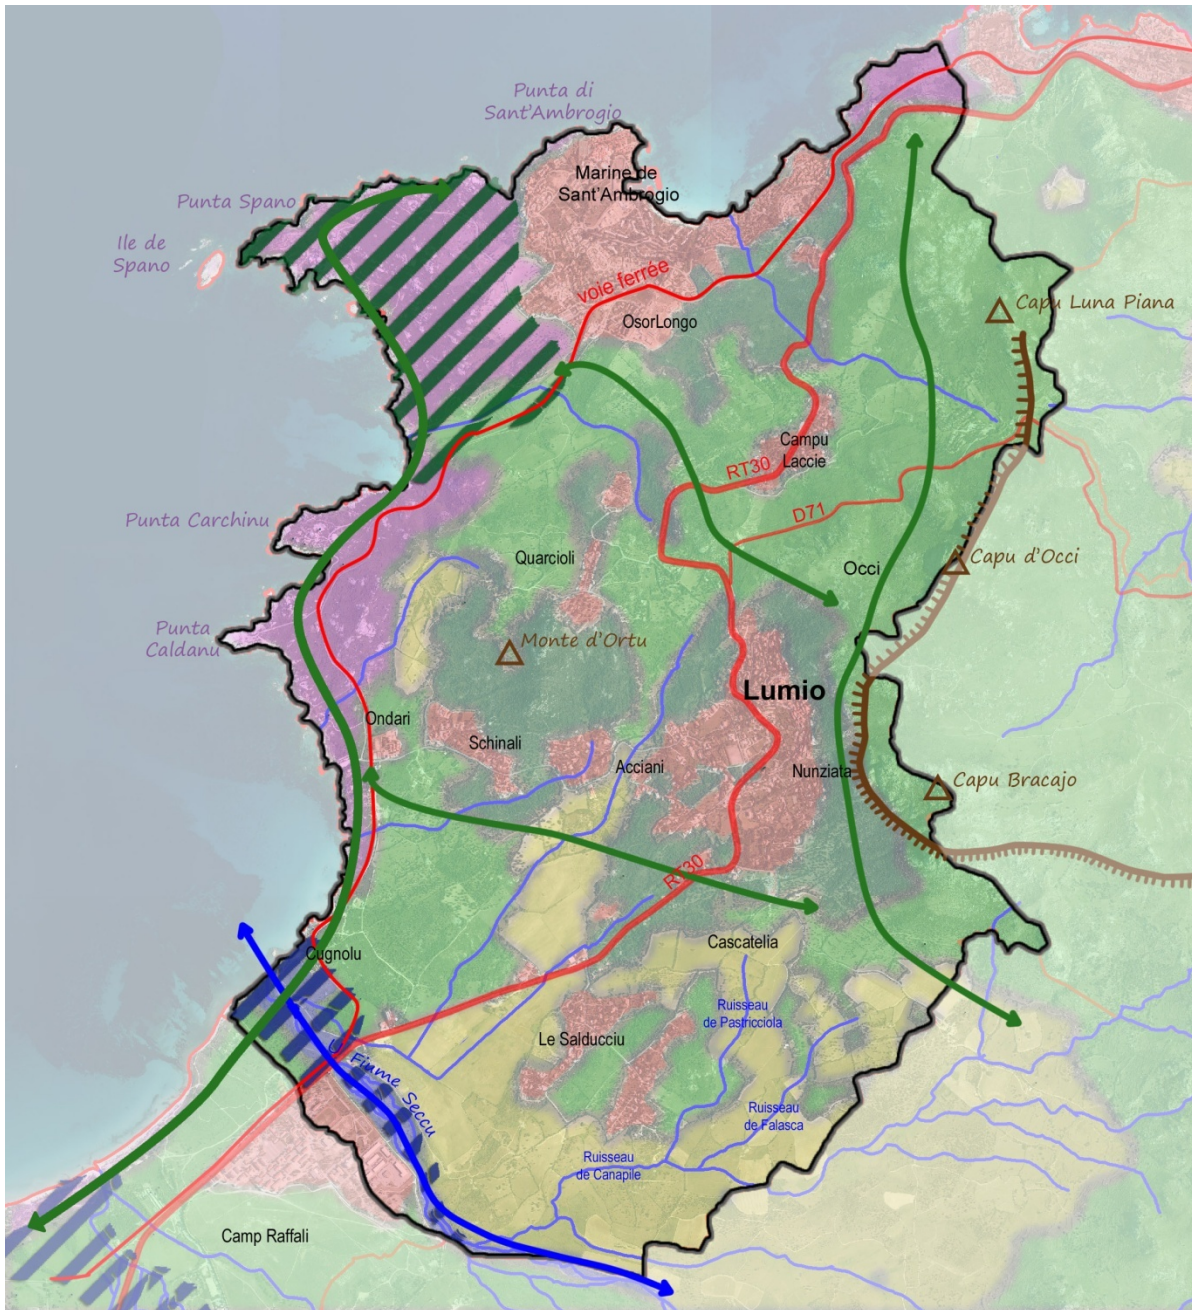 Punta di
Sant'Ambrogio
Marine de
Sant'Ambrogio
Punta Spano
Ile de
Spano
voie ferrée
OsorLongo
Capu Luna Piana
Campu
Laccie
RT30
D71
Punta Carchinu
Quarcioli
Occi
Capu d'Occi
Punta
Caldanu
Monte d'Ortu
Lumio
Ondari
Schinali
Acciani
Nunziata
Capu Bracajo
RT30
Cugnolu
Cascatelia
Ruisseau
de Pastricciola
Le Salducciu
U Fiume Seccu
Ruisseau
de Falasca
Ruisseau
de Canapile
Camp Raffali